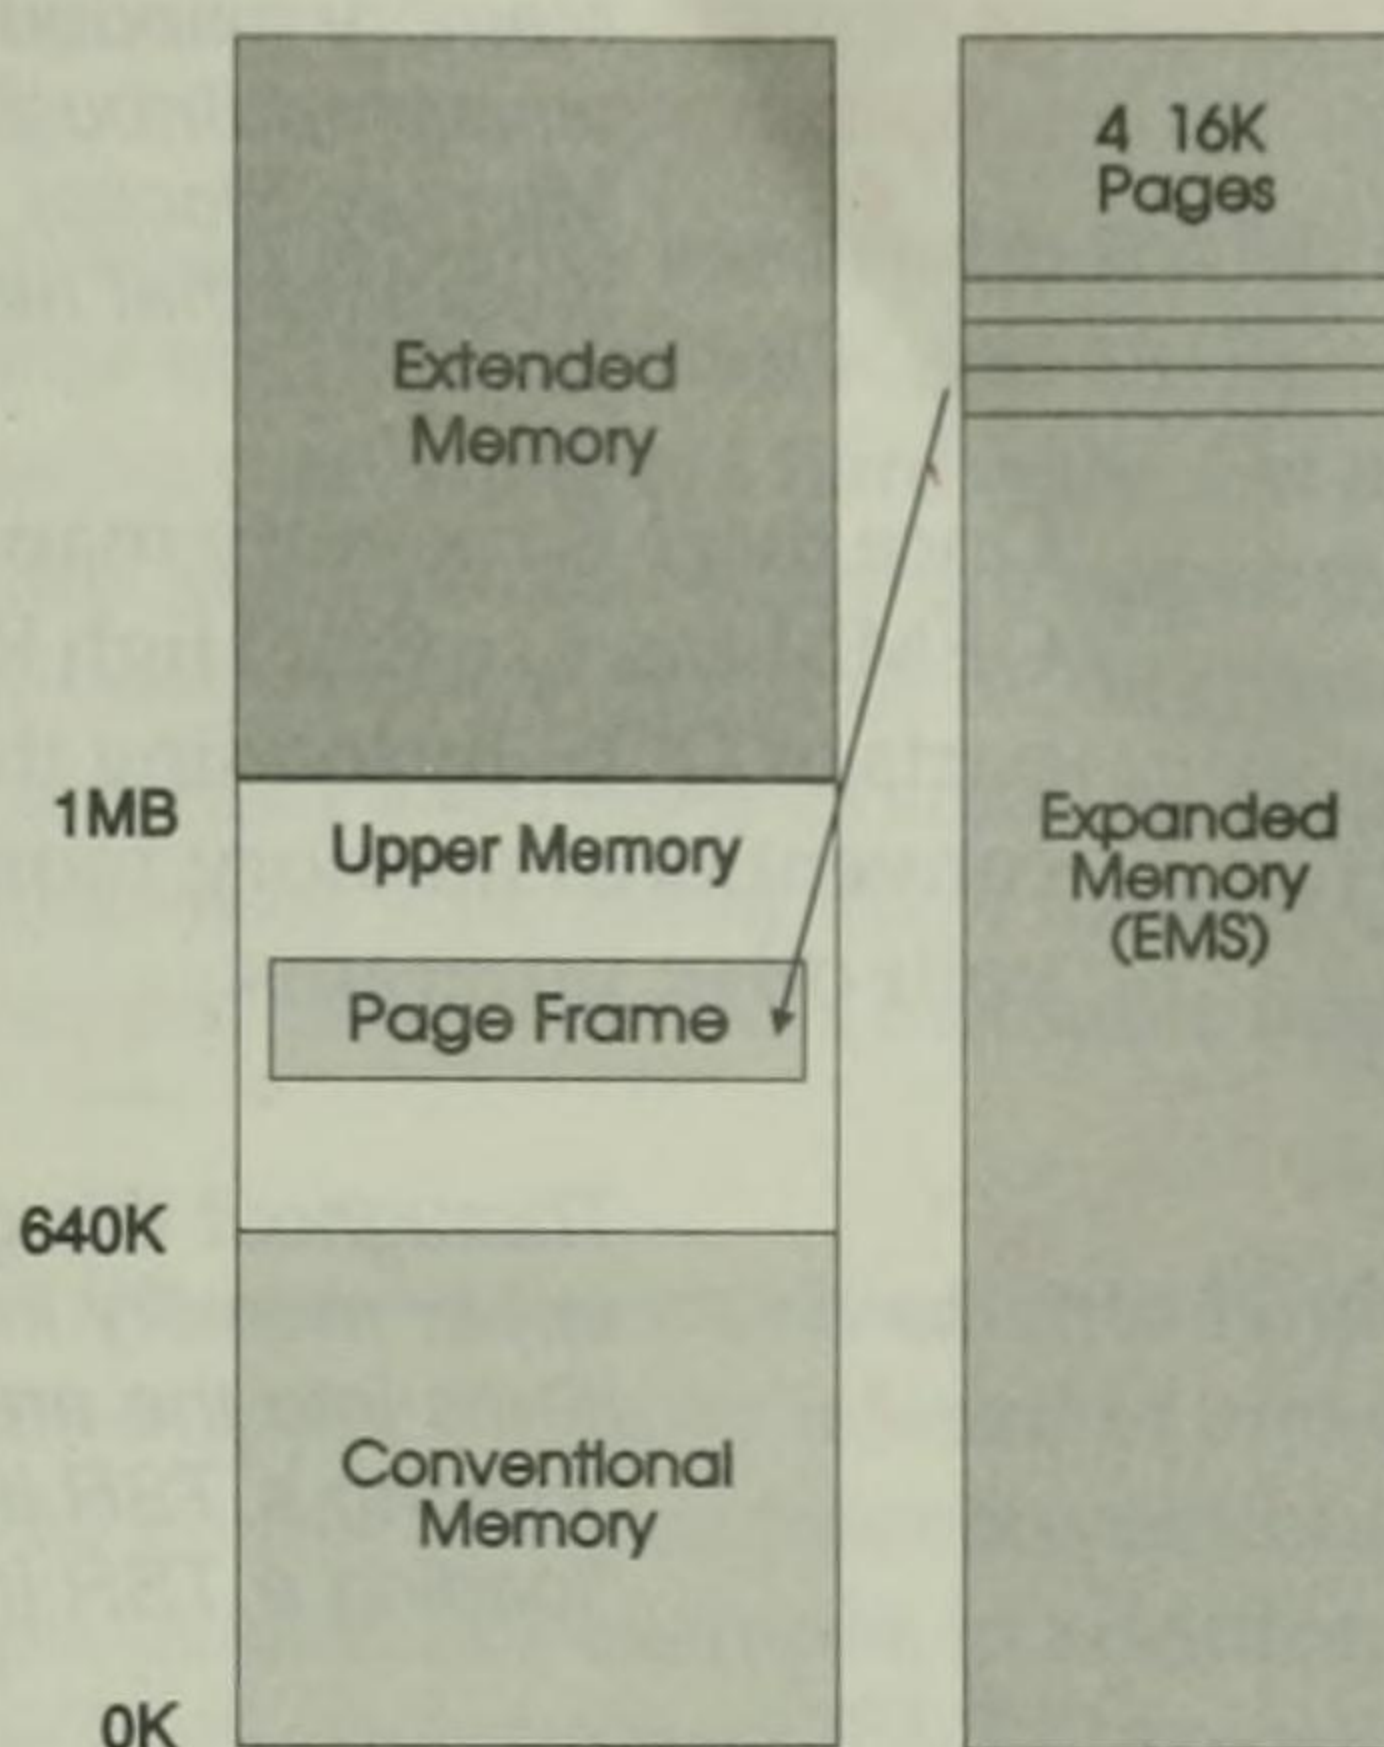 4 16K
Pages
Extended
Memory
1MB
Upper Memory
Expanded
Memory
(EMS)
Page Frame
640K
Conventional
Memory
0K